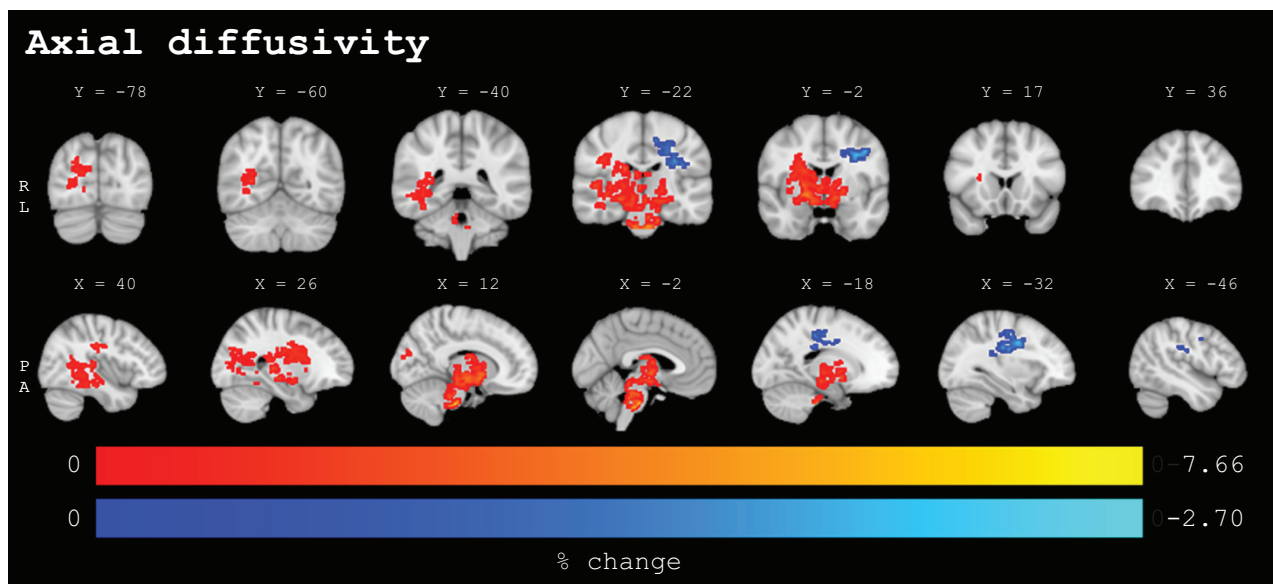 Axial diffusivity
Y = -78 Y = -60 Y = -40 Y = -22 Y = -2 Y = 17 Y = 36
R
L
X = 40 X = 26 X = 12 X = -2 X = -18 X = -32 X = -46
P
A
0 0-7.66
0 0-2.70
% change